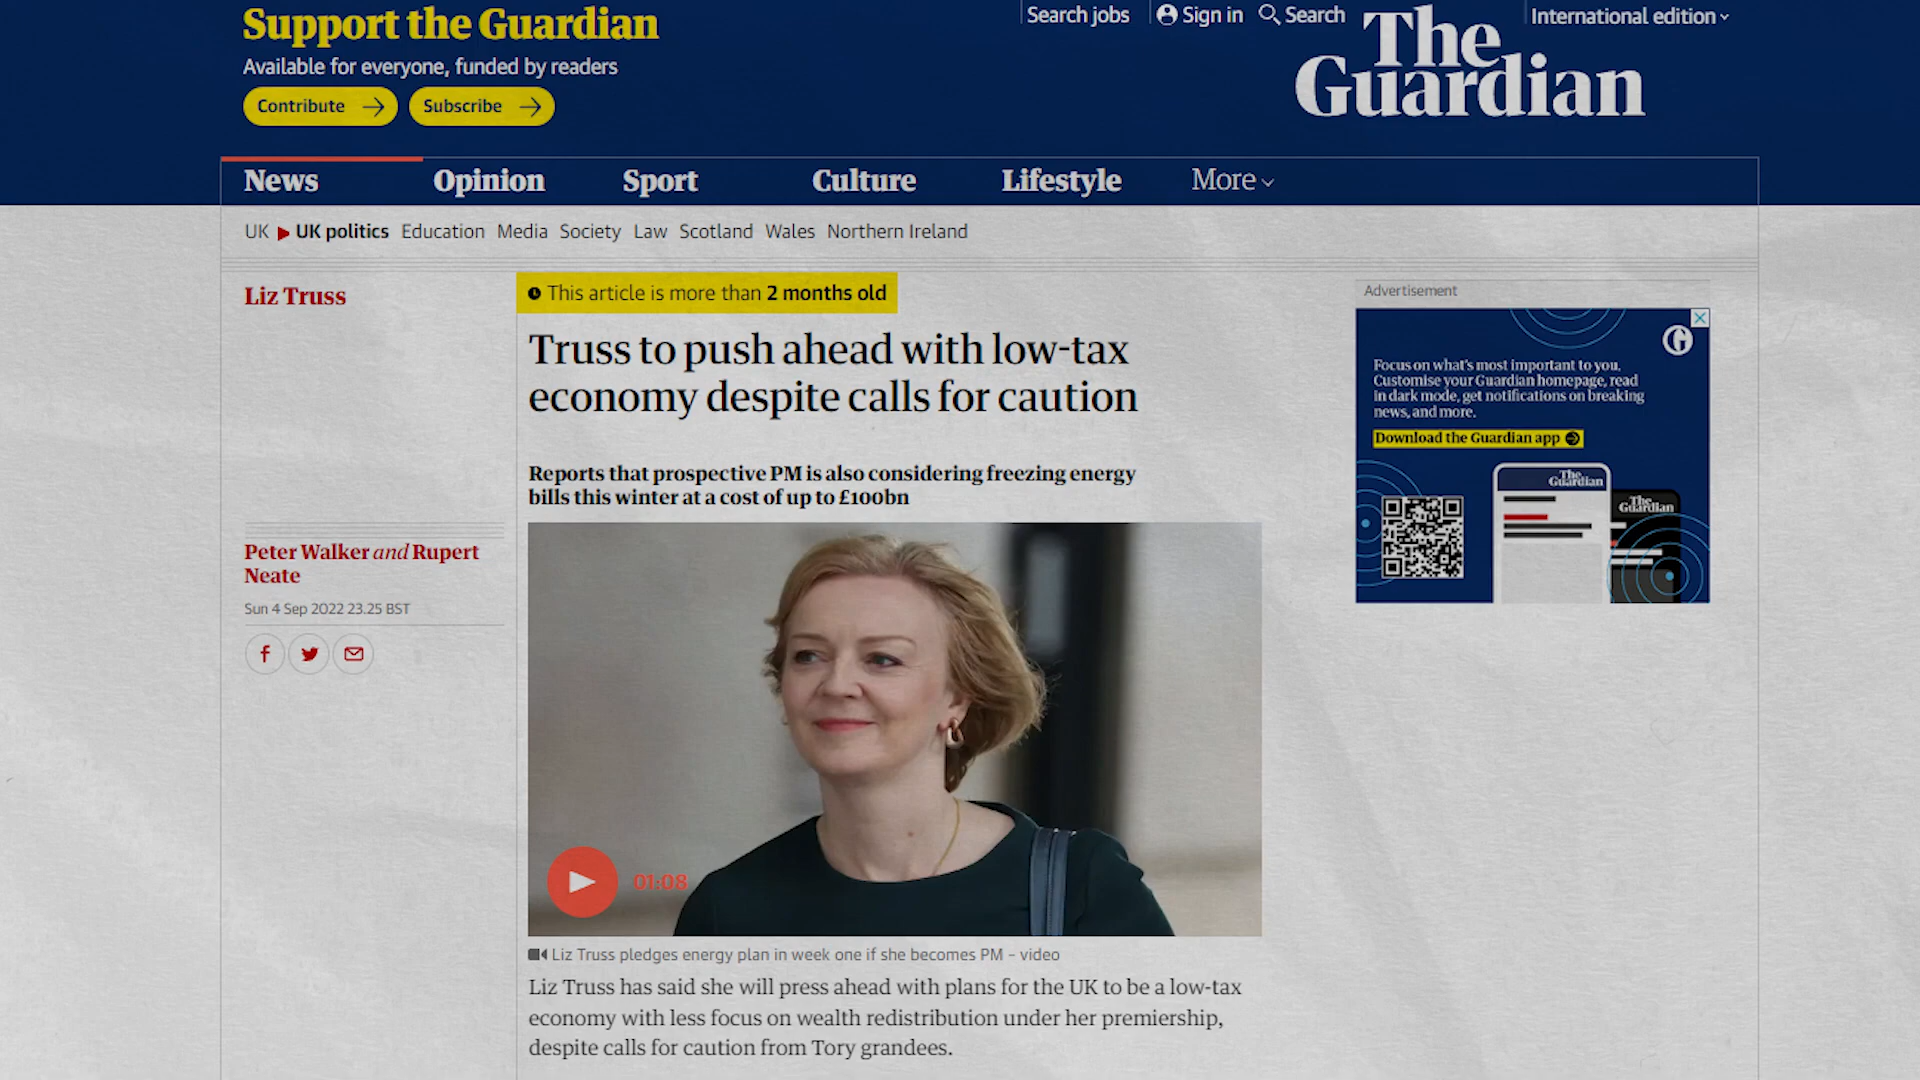 Support the Guardian
Available for everyone, funded by readers
Contribute
Subscribe
Search jobs
Sign in
Search
International edition
The
Guardian
News
Opinion
Sport
Culture
Lifestyle
More
UK
UK politics
Education
Media
Society
Law
Scotland
Wales
Northern Ireland
Liz Truss
This article is more than 2 months old
Truss to push ahead with low-tax
economy despite calls for caution
Reports that prospective PM is also considering freezing energy
bills this winter at a cost of up to £100bn
Peter Walker and Rupert
Neate
Sun 4 Sep 2022 23.25 BST
01:08
Liz Truss pledges energy plan in week one if she becomes PM – video
Liz Truss has said she will press ahead with plans for the UK to be a low-tax
economy with less focus on wealth redistribution under her premiership,
despite calls for caution from Tory grandees.
Advertisement
Focus on what's most important to you.
Customise your Guardian homepage, read
in dark mode, get notifications on breaking
news, and more.
Download the Guardian app
The
Guardian
The
Guardian